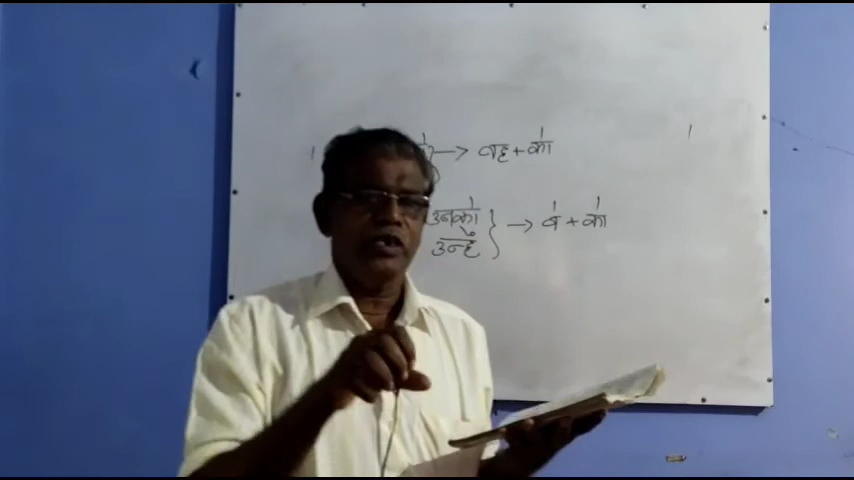 } → वह + को
उनको } → वे + को
उन्हें